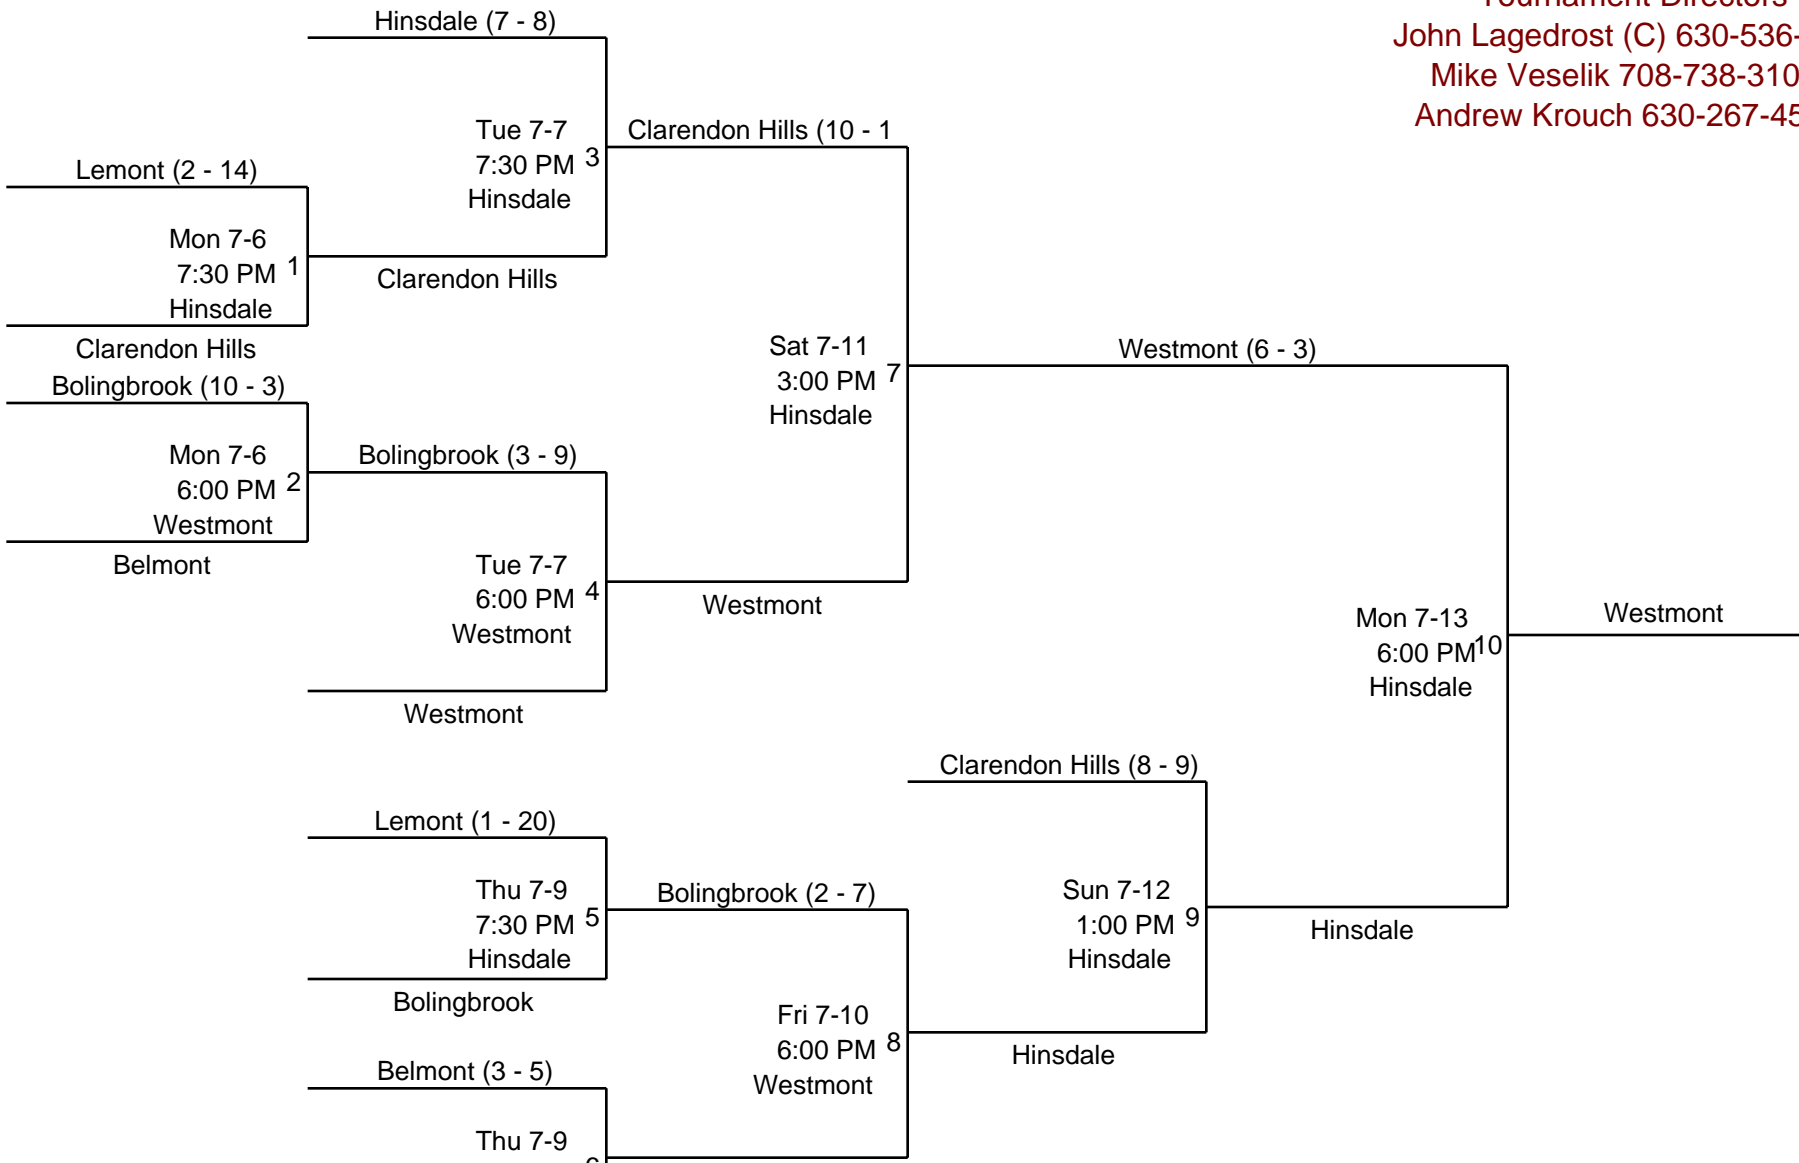 Tournament Directors
John Lagedrost (C) 630-536-
Mike Veselik 708-738-310
Andrew Krouch 630-267-45
Hinsdale (7 - 8)
Tue 7-7
7:30 PM 3
Hinsdale
Clarendon Hills (10 - 1
Lemont (2 - 14)
Mon 7-6
7:30 PM 1
Hinsdale
Clarendon Hills
Clarendon Hills
Bolingbrook (10 - 3)
Mon 7-6
6:00 PM 2
Westmont
Belmont
Bolingbrook (3 - 9)
Tue 7-7
6:00 PM 4
Westmont
Westmont
Sat 7-11
3:00 PM 7
Hinsdale
Westmont
Westmont (6 - 3)
Mon 7-13
6:00 PM 10
Hinsdale
Westmont
Clarendon Hills (8 - 9)
Lemont (1 - 20)
Thu 7-9
7:30 PM 5
Hinsdale
Bolingbrook
Bolingbrook (2 - 7)
Sun 7-12
1:00 PM 9
Hinsdale
Hinsdale
Fri 7-10
6:00 PM 8
Westmont
Hinsdale
Belmont (3 - 5)
Thu 7-9